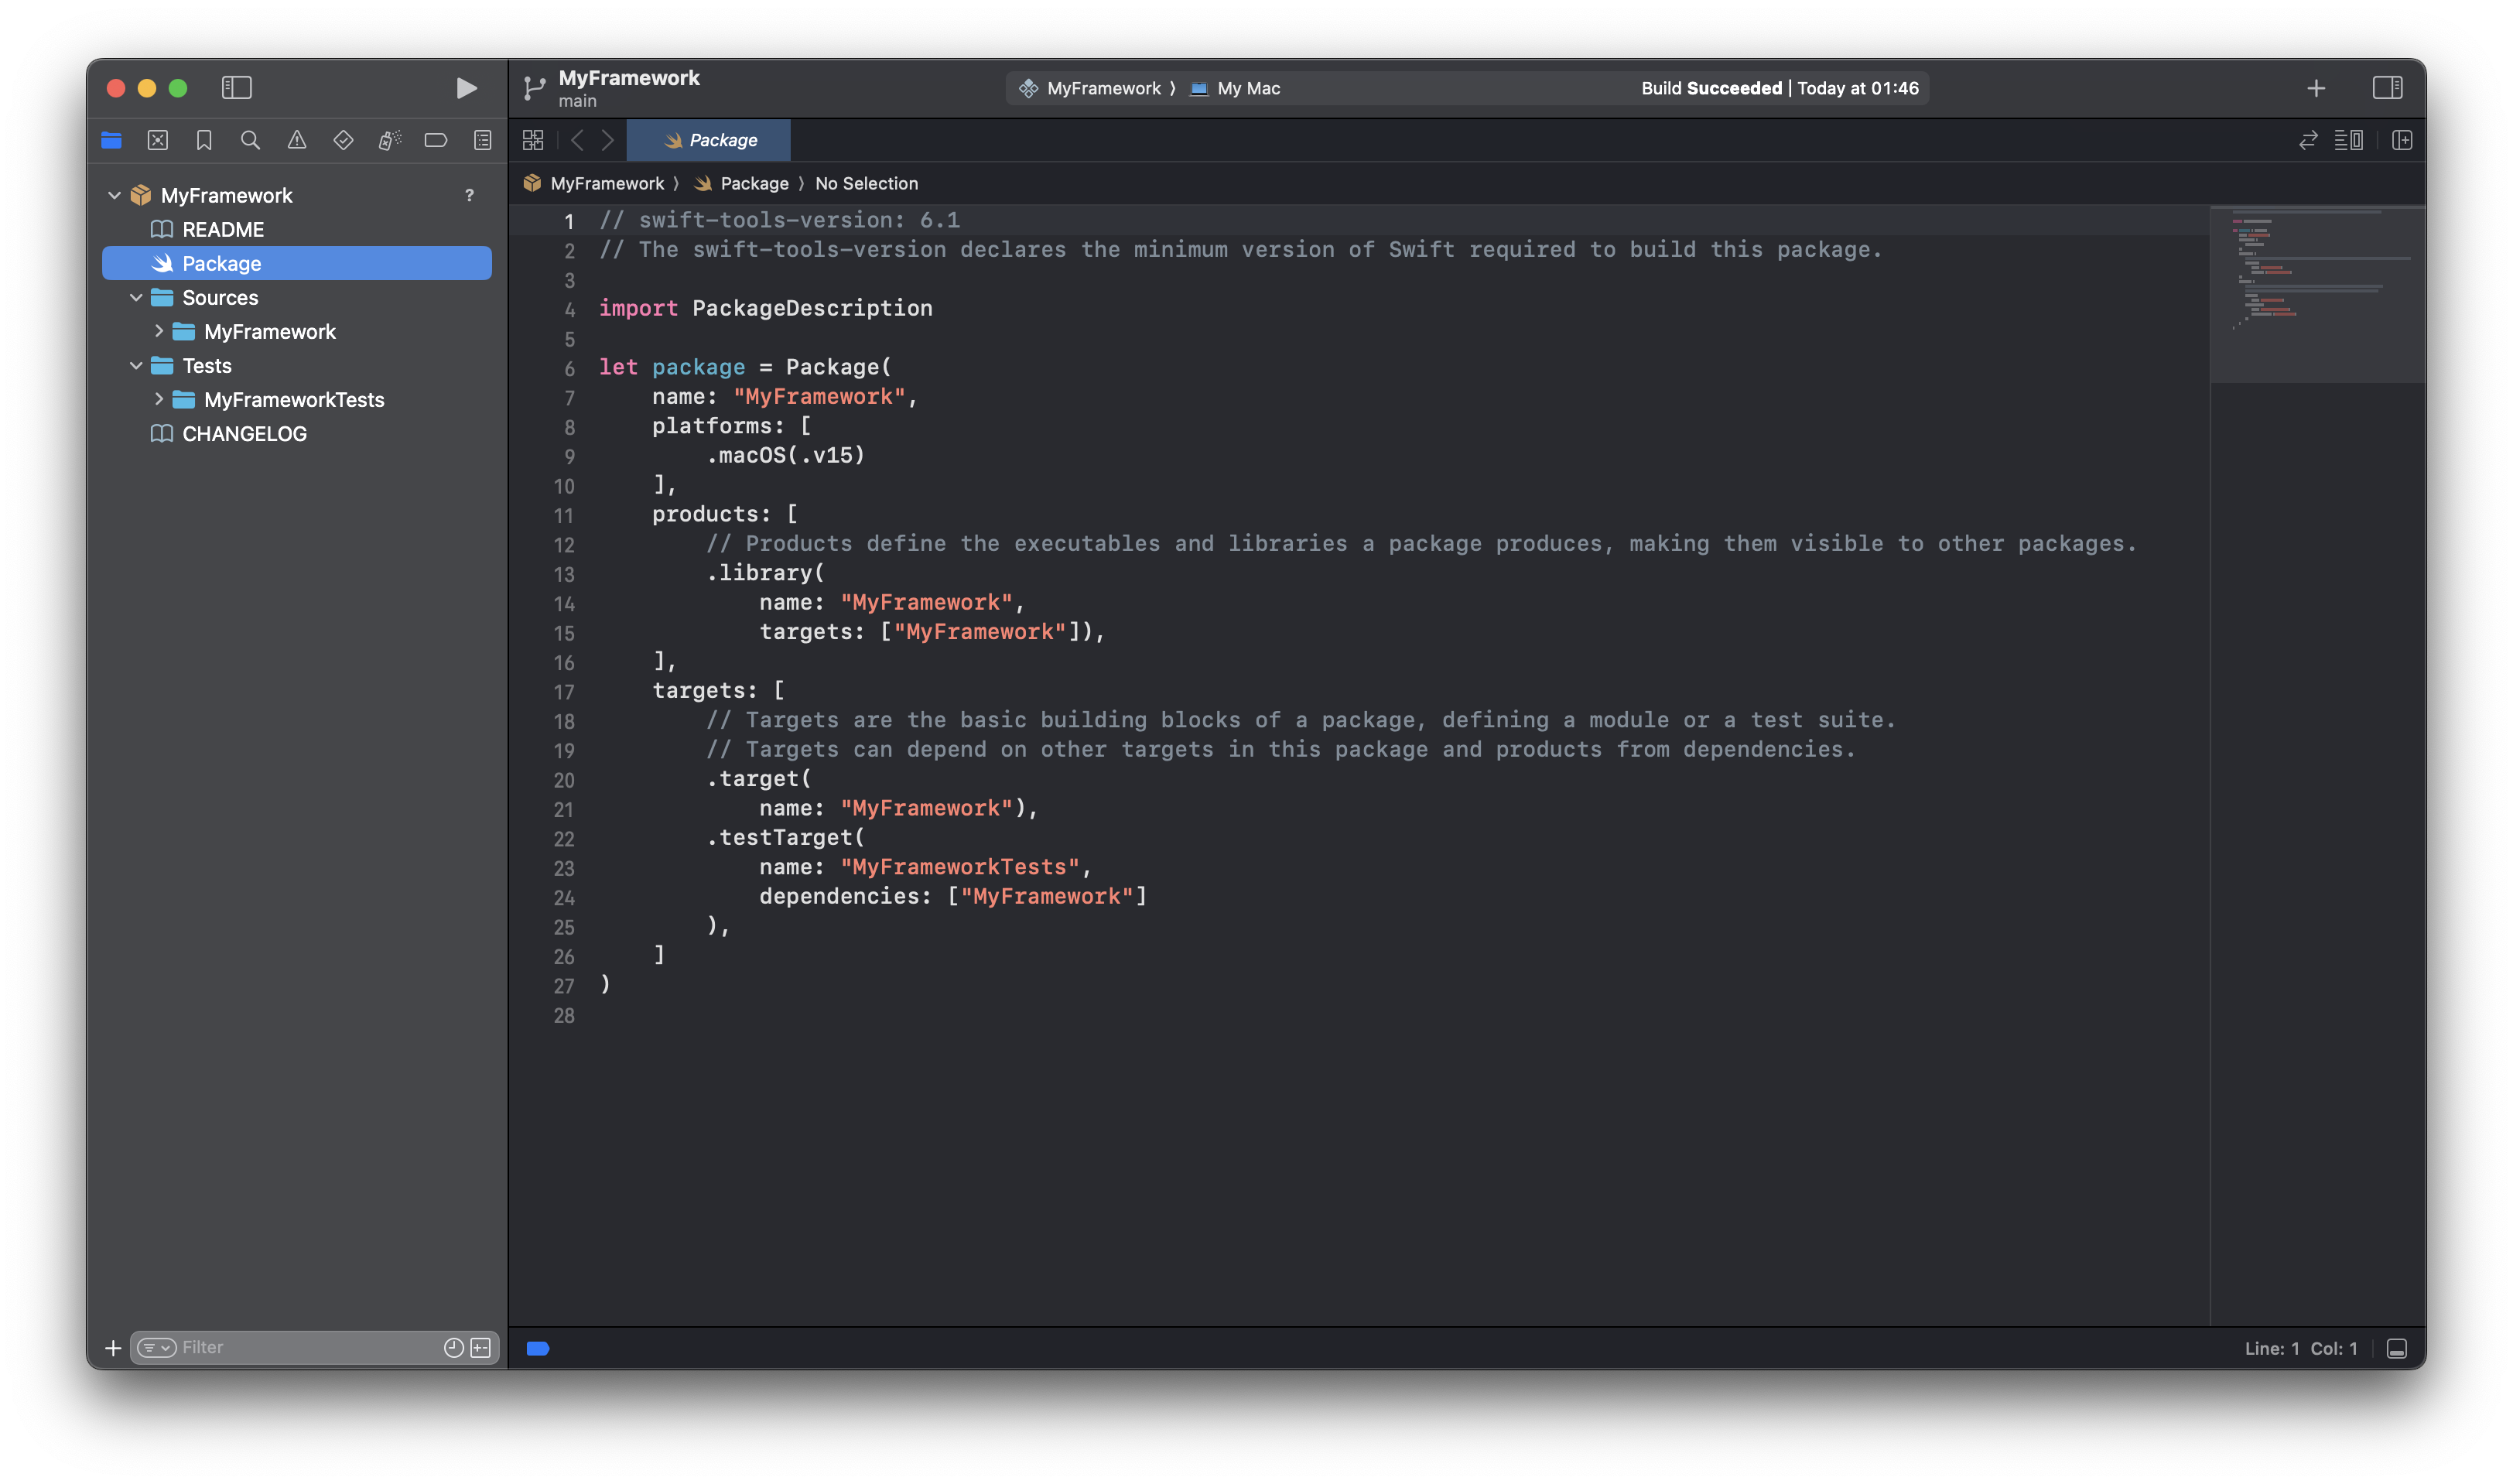 MyFramework
main
MyFramework 〉 My Mac
Build Succeeded | Today at 01:46
Package
MyFramework ?
README
Package
Sources
MyFramework
Tests
MyFrameworkTests
CHANGELOG
Filter
MyFramework 〉 Package 〉 No Selection
1 // swift-tools-version: 6.1
2 // The swift-tools-version declares the minimum version of Swift required to build this package.
3
4 import PackageDescription
5
6 let package = Package(
7     name: "MyFramework",
8     platforms: [
9         .macOS(.v15)
10     ],
11     products: [
12         // Products define the executables and libraries a package produces, making them visible to other packages.
13         .library(
14             name: "MyFramework",
15             targets: ["MyFramework"]),
16     ],
17     targets: [
18         // Targets are the basic building blocks of a package, defining a module or a test suite.
19         // Targets can depend on other targets in this package and products from dependencies.
20         .target(
21             name: "MyFramework"),
22         .testTarget(
23             name: "MyFrameworkTests",
24             dependencies: ["MyFramework"]
25         ),
26     ]
27 )
28
Line: 1 Col: 1